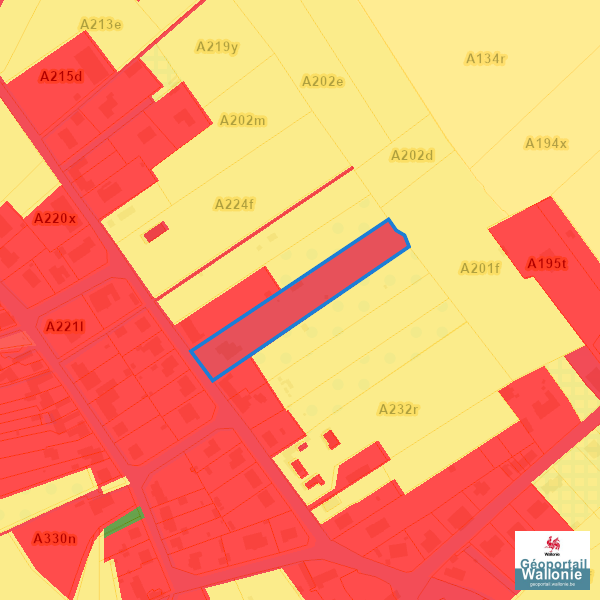 A213e
A219y
A134r
A215d
A202e
A202m
A194x
A202d
A224f
A220x
A195t
A201f
A221l
A232r
A330n
Wallonie
Géoportail
Wallonie
geoportail.wallonie.be